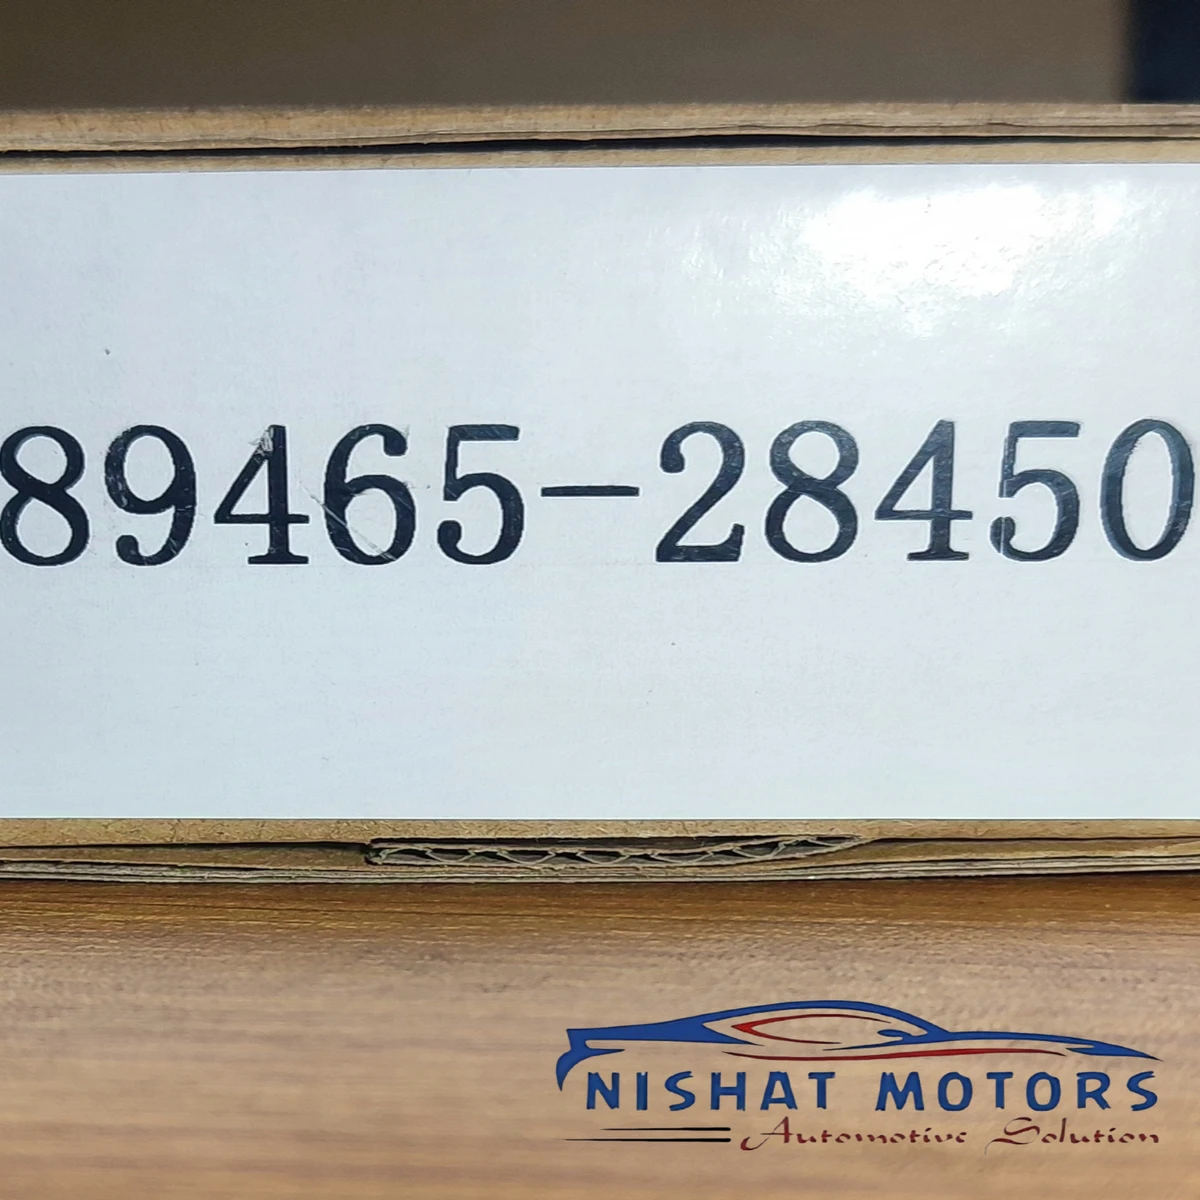 89465-28450
NISHAT MOTORS
Automotive Solution